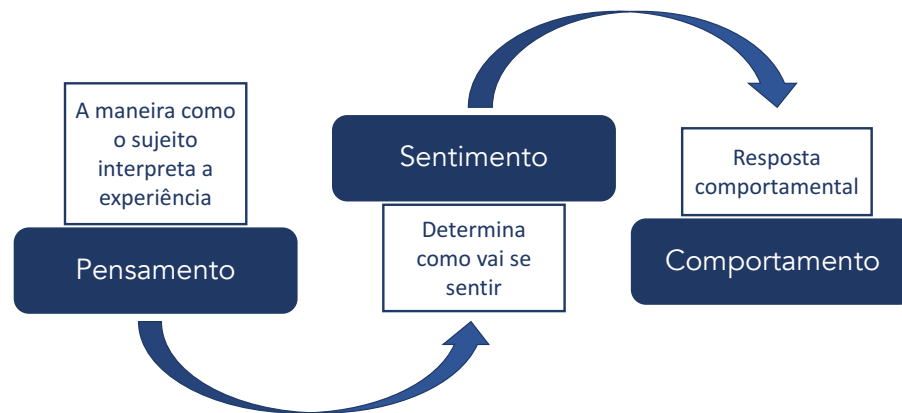 A maneira como
o sujeito
interpreta a
experiência
Pensamento
Sentimento
Determina
como vai se
sentir
Resposta
comportamental
Comportamento